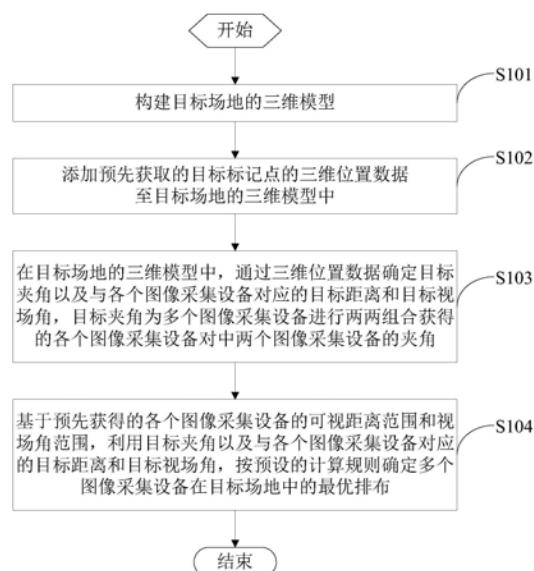 开始
S101
构建目标场地的三维模型
S102
添加预先获取的目标标记点的三维位置数据
至目标场地的三维模型中
在目标场地的三维模型中，通过三维位置数据确定目标
S103
夹角以及与各个图像采集设备对应的目标距离和目标视
场角，目标夹角为多个图像采集设备进行两两组合获得
的各个图像采集设备对中两个图像采集设备的夹角
基于预先获得的各个图像采集设备的可视距离范围和视
S104
场角范围，利用目标夹角以及与各个图像采集设备对应
的目标距离和目标视场角，按预设的计算规则确定多个
图像采集设备在目标场地中的最优排布
结束